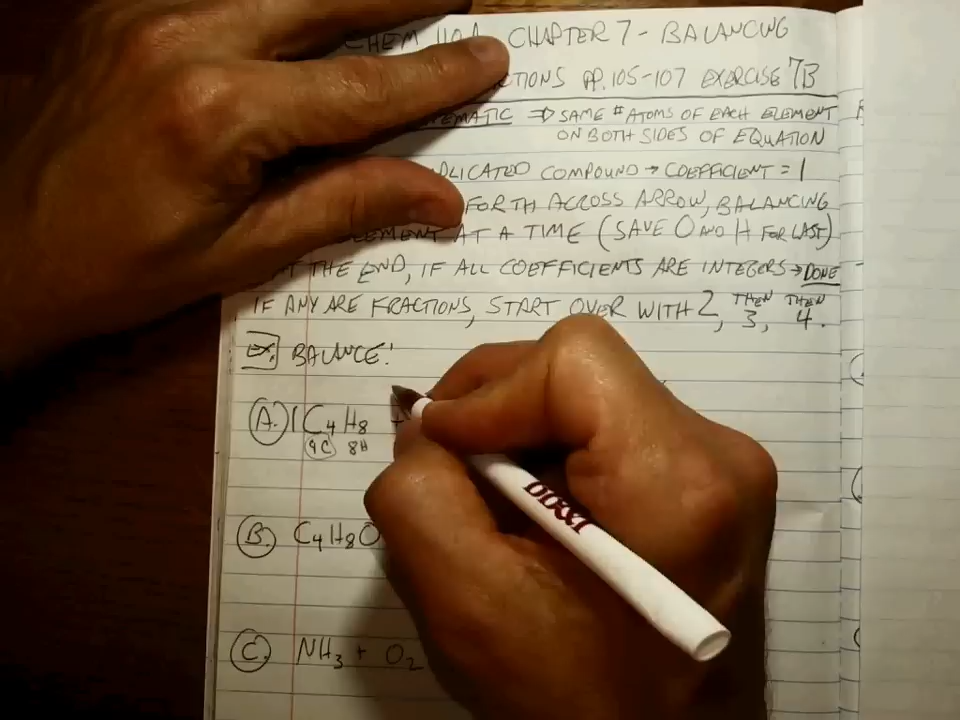 CHEM 110A CHAPTER 7 - BALANCING
PP. 105-107 EXERCISE 7B
⇒ SAME # ATOMS OF EACH ELEMENT
ON BOTH SIDES OF EQUATION
COMPOUND → COEFFICIENT = 1
FORTH ACROSS ARROW, BALANCING
ELEMENT AT A TIME (SAVE O AND H FOR LAST)
THE END, IF ALL COEFFICIENTS ARE INTEGERS → DONE
IF ANY ARE FRACTIONS, START OVER WITH 2, THEN 3, THEN 4.
EX. BALANCE!
A. 1 C₄H₈ +
4C 8H
B. C₄H₈O
C. NH₃ + O₂
DIXON